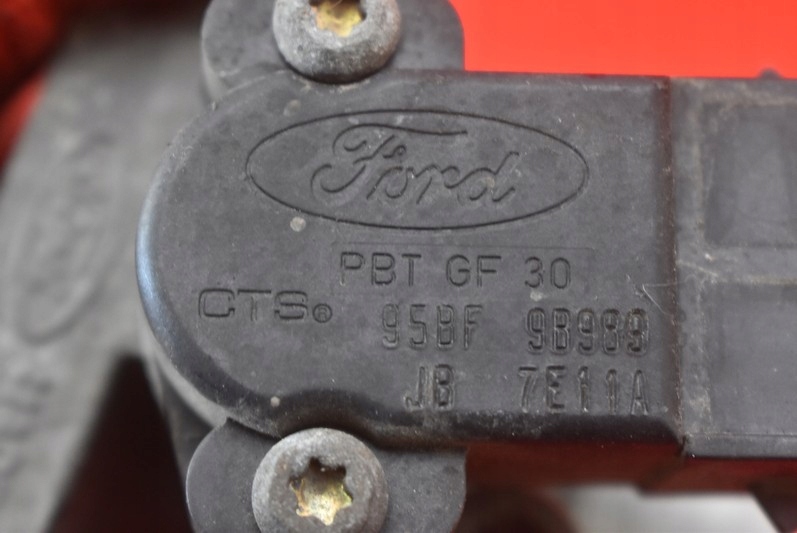 Ford
PBT GF 30
CTS® 95BF 9B989
JB 7E11A